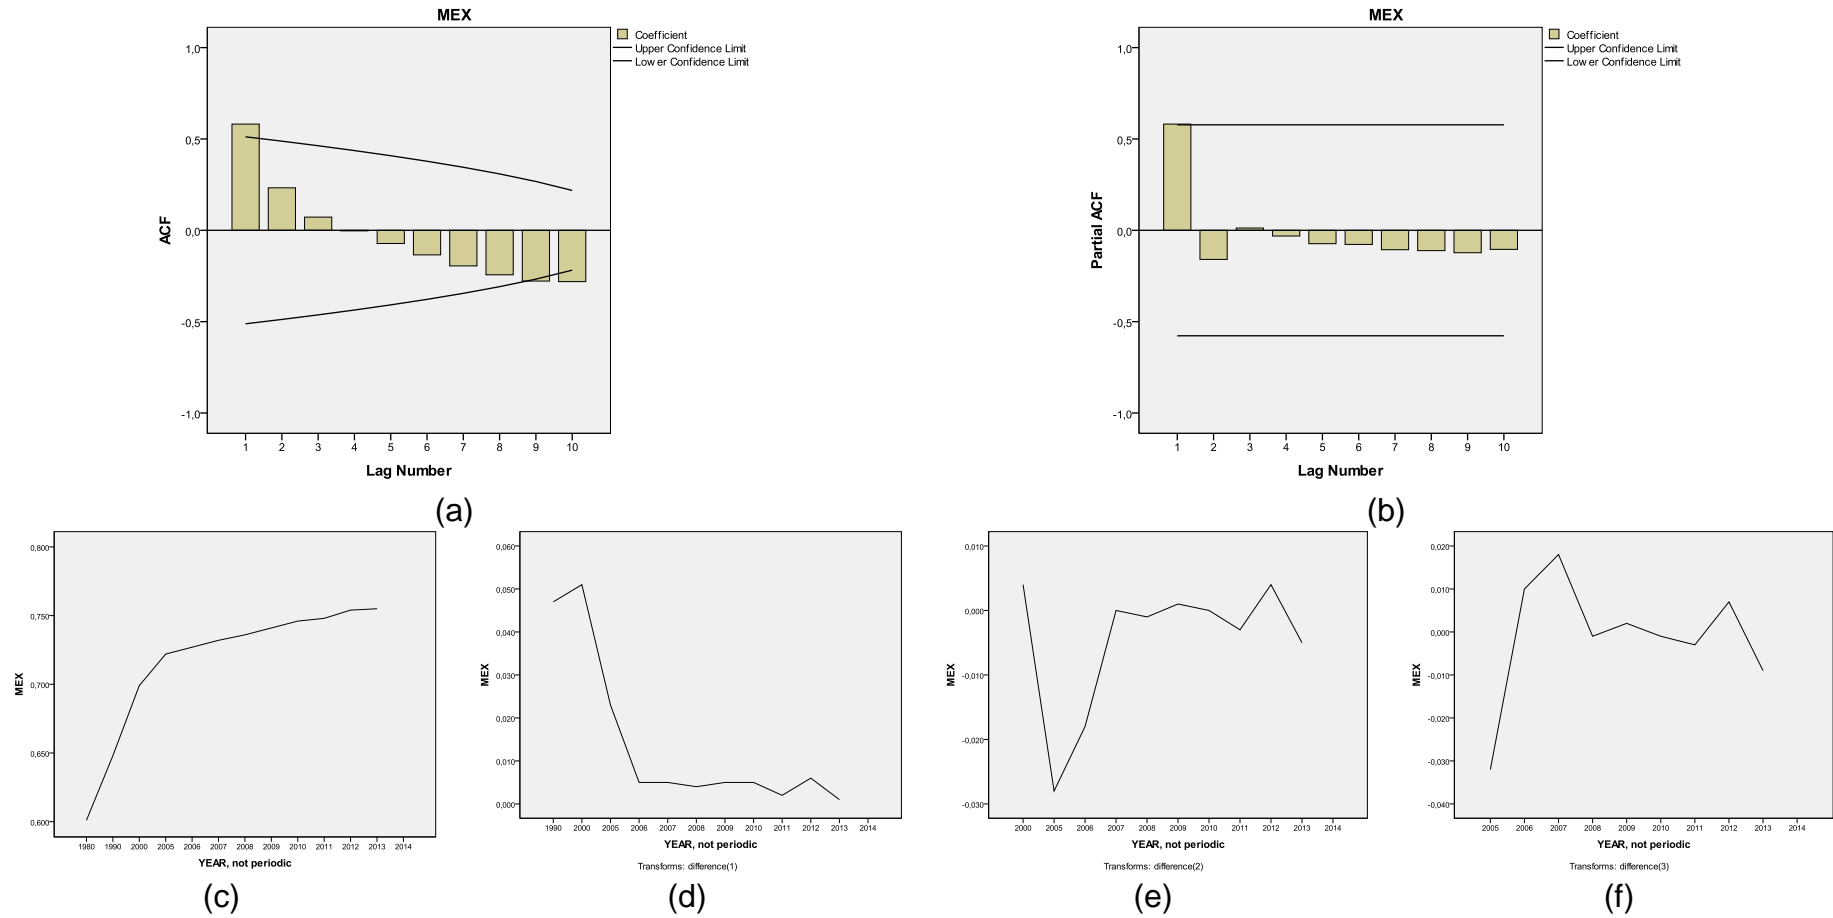 MEX
Coefficient
Upper Confidence Limit
Lower Confidence Limit
1,0
0,5
0,0
-0,5
-1,0
ACF
1 2 3 4 5 6 7 8 9 10
Lag Number
(a)
MEX
Coefficient
Upper Confidence Limit
Lower Confidence Limit
1,0
0,5
0,0
-0,5
-1,0
Partial ACF
1 2 3 4 5 6 7 8 9 10
Lag Number
(b)
0,800
0,750
0,700
0,650
0,600
MEX
1980 1990 2000 2005 2006 2007 2008 2009 2010 2011 2012 2013 2014
YEAR, not periodic
(c)
0,060
0,050
0,040
0,030
0,020
0,010
0,000
MEX
1990 2000 2005 2006 2007 2008 2009 2010 2011 2012 2013 2014
YEAR, not periodic
Transforms: difference(1)
(d)
0,010
0,000
-0,010
-0,020
-0,030
MEX
2000 2005 2006 2007 2008 2009 2010 2011 2012 2013 2014
YEAR, not periodic
Transforms: difference(2)
(e)
0,020
0,010
0,000
-0,010
-0,020
-0,030
-0,040
MEX
2005 2006 2007 2008 2009 2010 2011 2012 2013 2014
YEAR, not periodic
Transforms: difference(3)
(f)